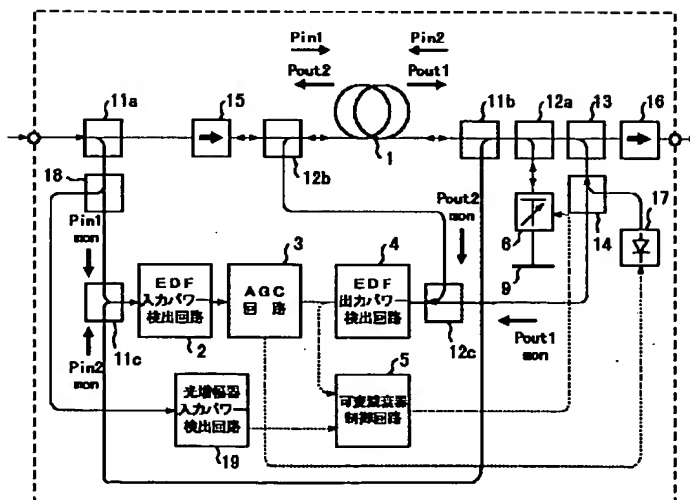 Pin1
Pin2
Pout2
Pout1
11a
15
11b
12a
13
16
1
18
12b
Pin1
mon
3
4
Pout2
mon
6
14
17
EDF
入力パワー
検出回路
AGC
回路
EDF
出力パワー
検出回路
9
11c
2
12c
Pin2
mon
5
Pout1
mon
光増幅器
入力パワー
検出回路
可変減衰器
制御回路
19